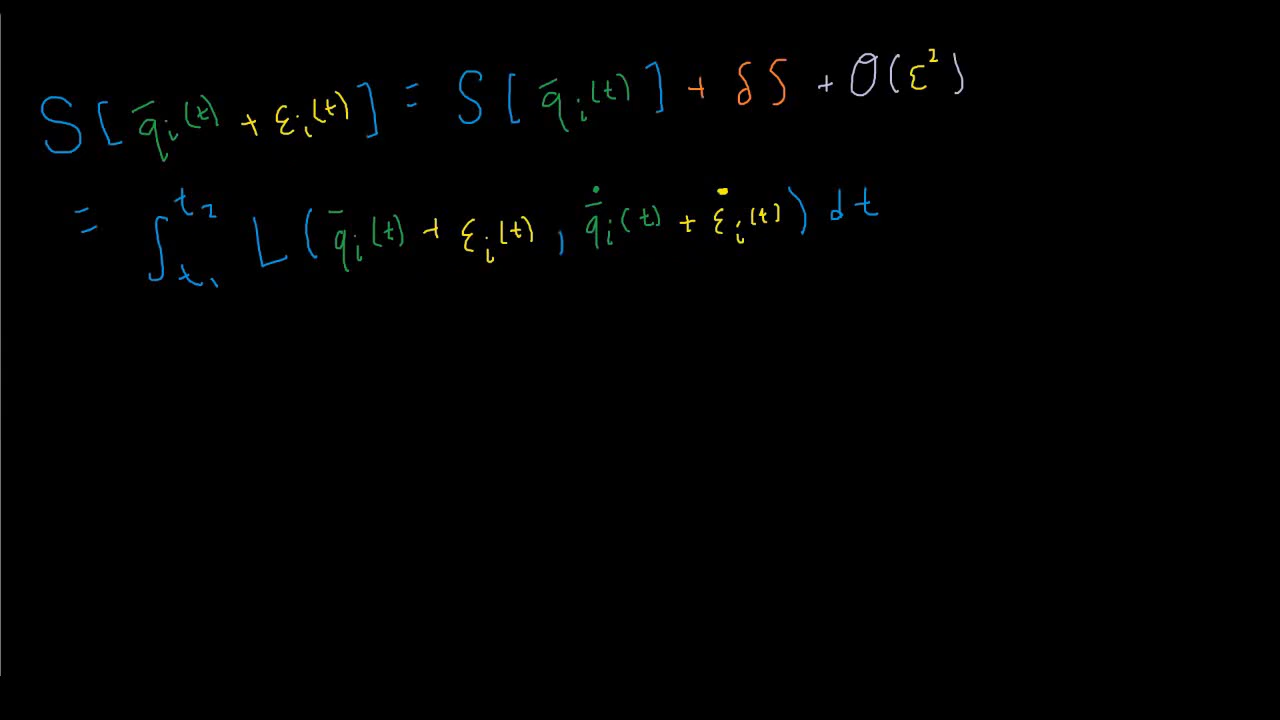 S[q̄ᵢ(t) + εᵢ(t)] = S[q̄ᵢ(t)] + δS + O(ε²)
= ∫_{t₁}^{t₂} L(q̄ᵢ(t) + εᵢ(t), q̄̇ᵢ(t) + ε̇ᵢ(t)) dt